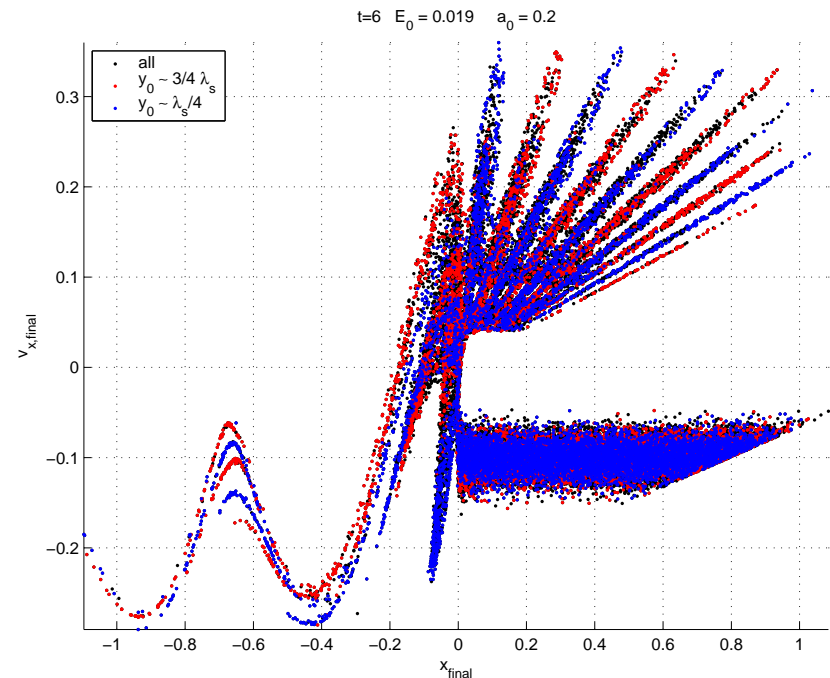 t=6 E₀ = 0.019 a₀ = 0.2
all
y₀ ~ 3/4 λₛ
y₀ ~ λₛ/4
0.3
0.2
0.1
0
−0.1
−0.2
v_x,final
−1 −0.8 −0.6 −0.4 −0.2 0 0.2 0.4 0.6 0.8 1
x_final